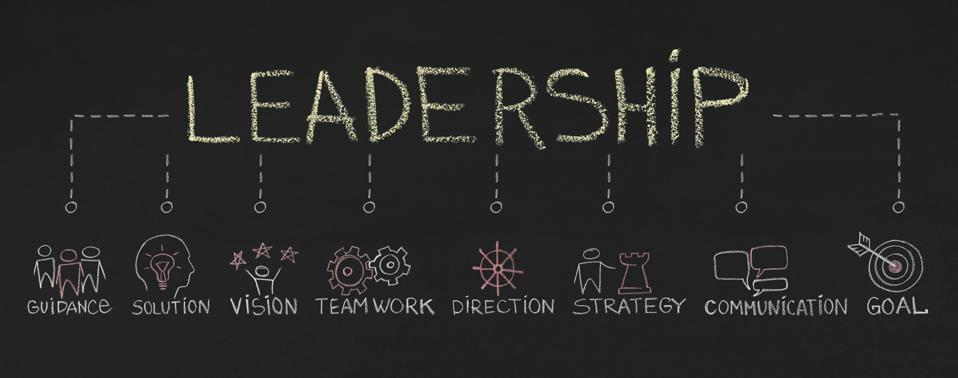 LEADERSHiP
GUiDANCe SOLUTiON ViSiON TEAMWORK DiRECTiON STRATEGY COMMUNiCATiON GOAL